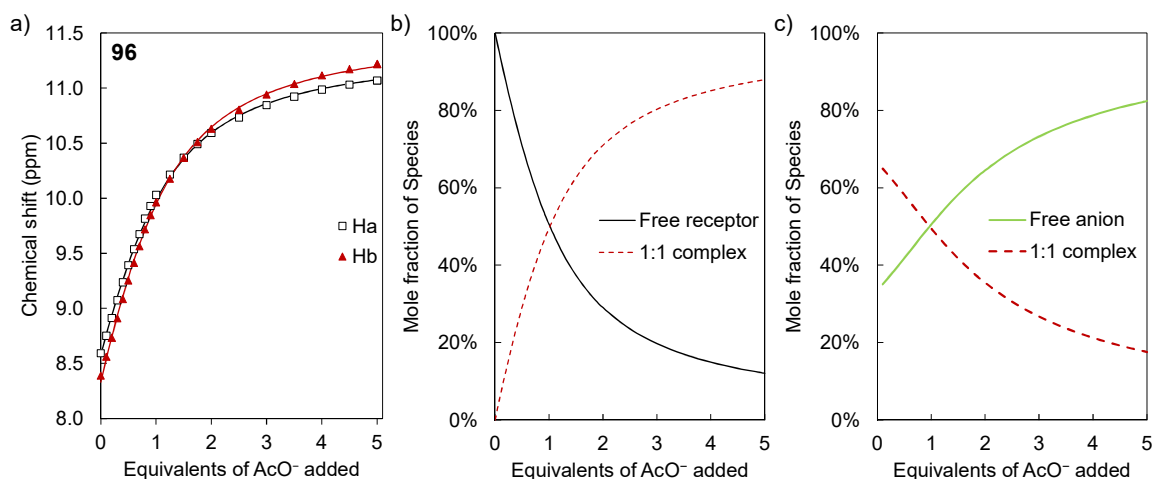 a)
96
Chemical shift (ppm)
11.5
11.0
10.5
10.0
9.5
9.0
8.5
8.0
Ha
Hb
0 1 2 3 4 5
Equivalents of AcO⁻ added
b)
Mole fraction of Species
100%
80%
60%
40%
20%
0%
Free receptor
1:1 complex
0 1 2 3 4 5
Equivalents of AcO⁻ added
c)
Mole fraction of Species
100%
80%
60%
40%
20%
0%
Free anion
1:1 complex
0 1 2 3 4 5
Equivalents of AcO⁻ added